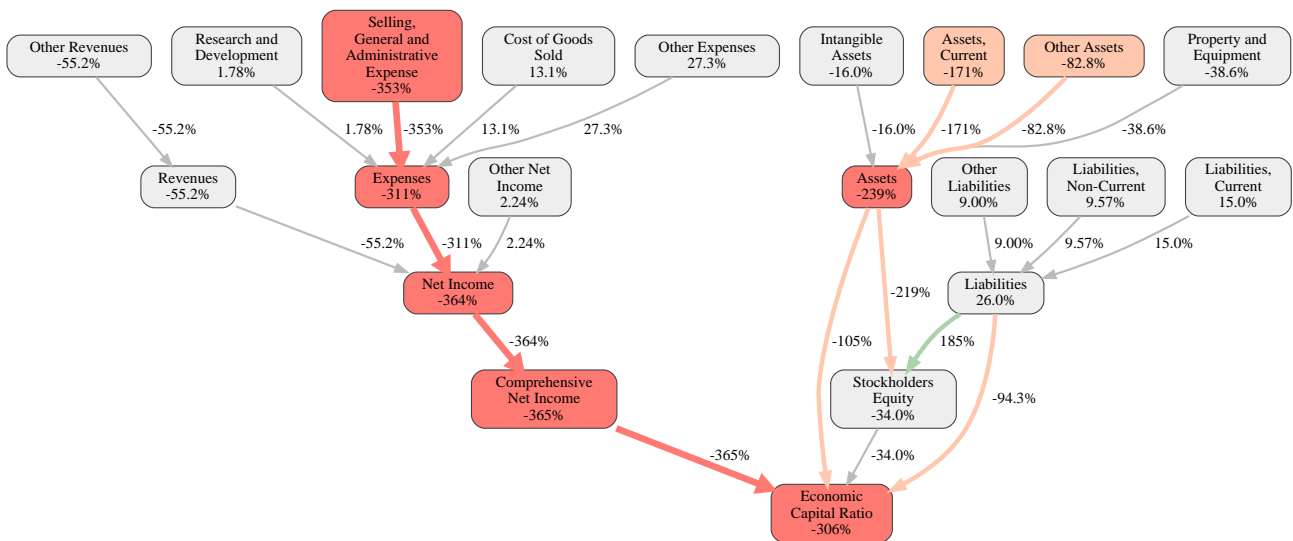 Other Revenues
-55.2%
Research and
Development
1.78%
Selling,
General and
Administrative
Expense
-353%
Cost of Goods
Sold
13.1%
Other Expenses
27.3%
Intangible
Assets
-16.0%
Assets,
Current
-171%
Other Assets
-82.8%
Property and
Equipment
-38.6%
-55.2%
1.78%
-353%
13.1%
27.3%
-16.0%
-171%
-82.8%
-38.6%
Revenues
-55.2%
Expenses
-311%
Other Net
Income
2.24%
Assets
-239%
Other
Liabilities
9.00%
Liabilities,
Non-Current
9.57%
Liabilities,
Current
15.0%
-55.2%
-311%
2.24%
9.00%
9.57%
15.0%
Net Income
-364%
-219%
Liabilities
26.0%
-364%
-105%
185%
Comprehensive
Net Income
-365%
Stockholders
Equity
-34.0%
-94.3%
-365%
-34.0%
Economic
Capital Ratio
-306%